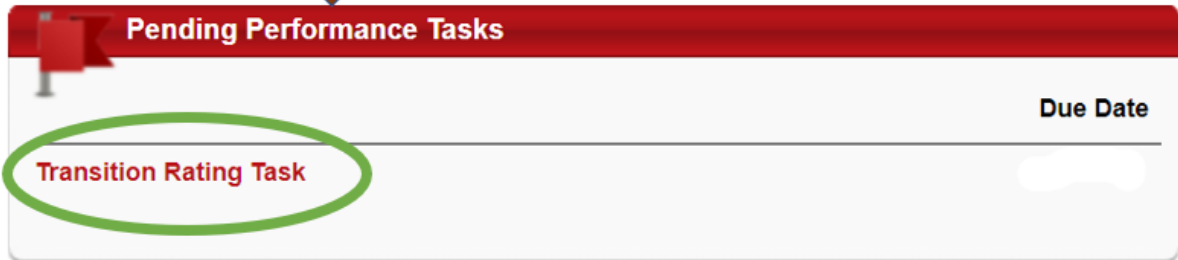 Pending Performance Tasks
Due Date
Transition Rating Task